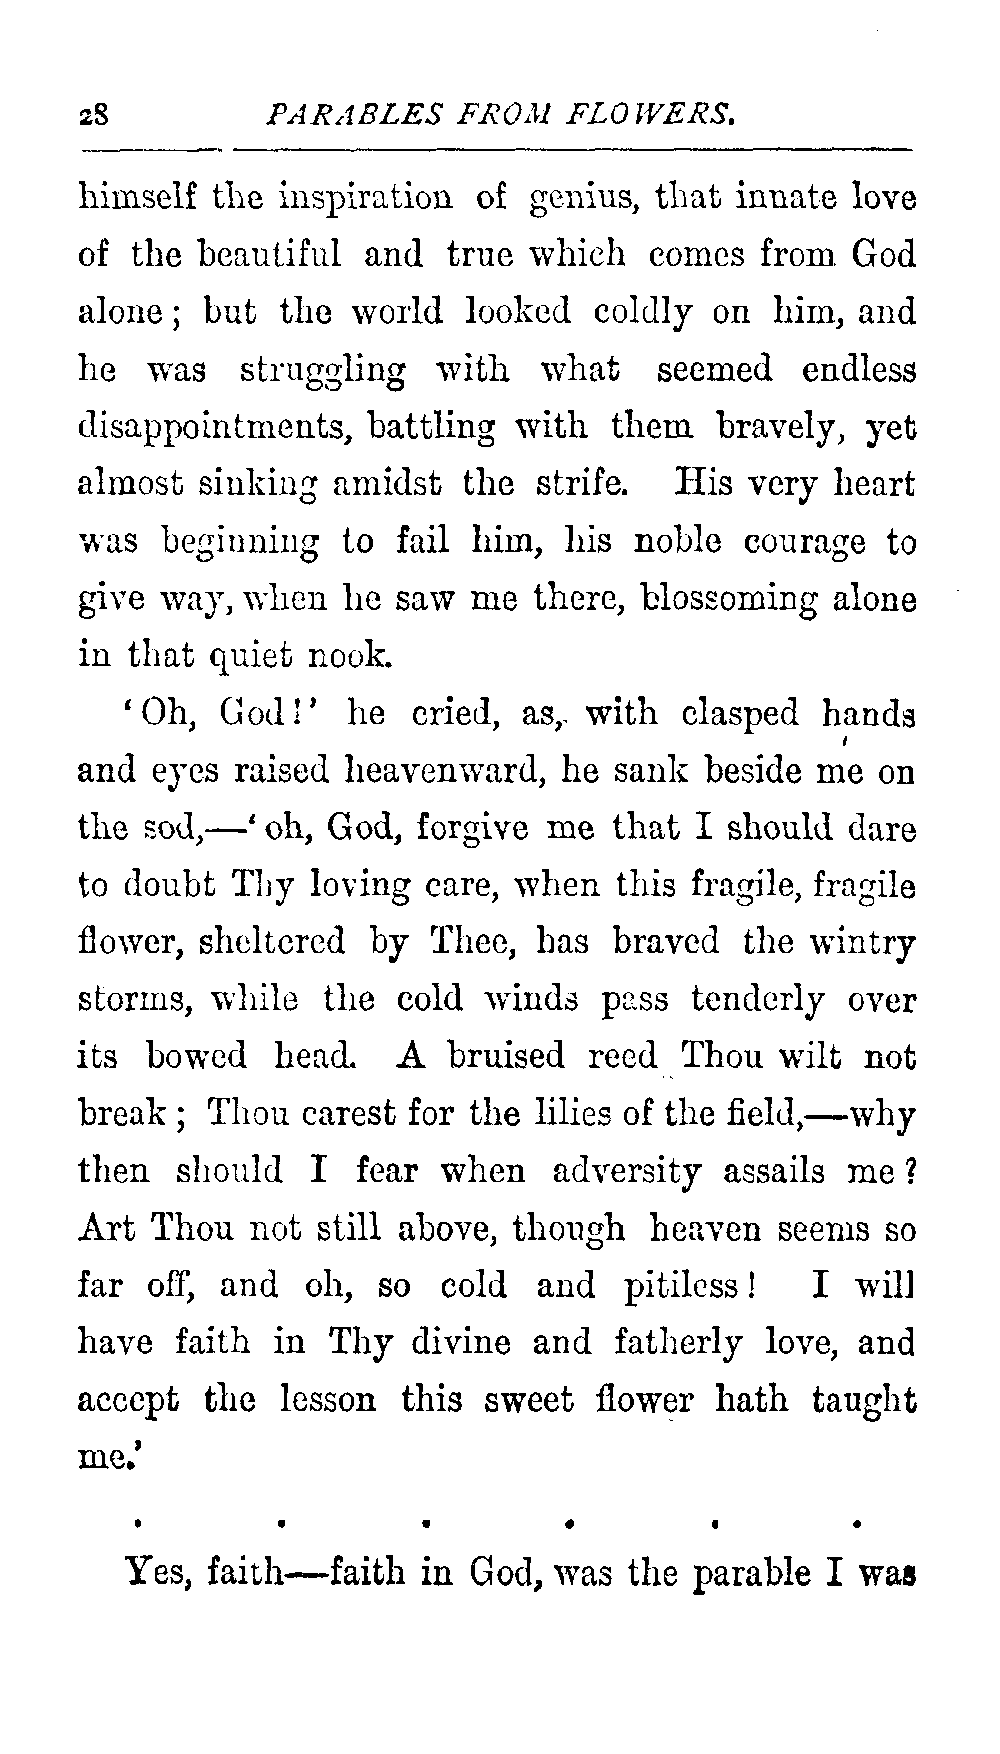 28 PARABLES FROM FLOWERS.
himself the inspiration of genius, that innate love
of the beautiful and true which comes from God
alone; but the world looked coldly on him, and
he was struggling with what seemed endless
disappointments, battling with them bravely, yet
almost sinking amidst the strife. His very heart
was beginning to fail him, his noble courage to
give way, when he saw me there, blossoming alone
in that quiet nook.
'Oh, God!' he cried, as, with clasped hands
and eyes raised heavenward, he sank beside me on
the sod,—'oh, God, forgive me that I should dare
to doubt Thy loving care, when this fragile, fragile
flower, sheltered by Thee, has braved the wintry
storms, while the cold winds pass tenderly over
its bowed head. A bruised reed Thou wilt not
break; Thou carest for the lilies of the field,—why
then should I fear when adversity assails me?
Art Thou not still above, though heaven seems so
far off, and oh, so cold and pitiless! I will
have faith in Thy divine and fatherly love, and
accept the lesson this sweet flower hath taught
me.'
. . . . . .
Yes, faith—faith in God, was the parable I was